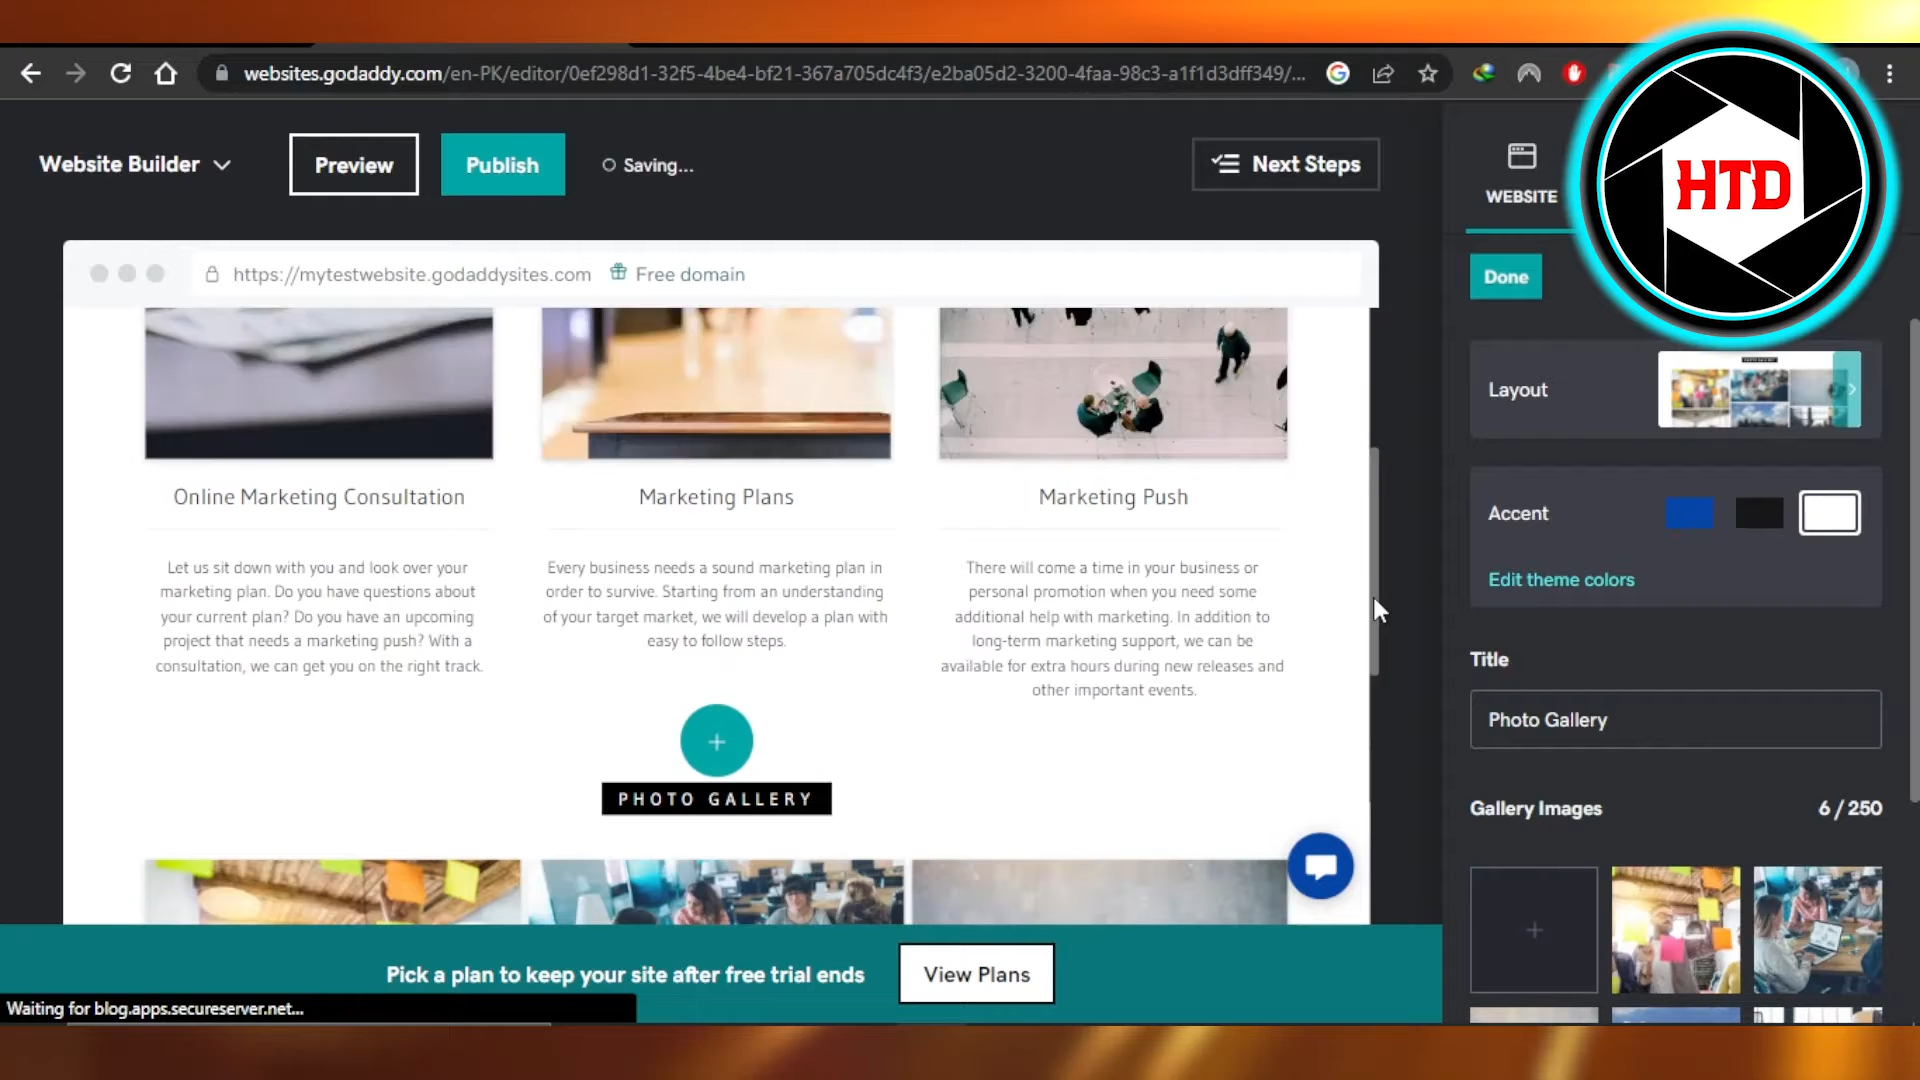 websites.godaddy.com/en-PK/editor/0ef298d1-32f5-4be4-bf21-367a705dc4f3/e2ba05d2-3200-4faa-98c3-a1f1d3dff349/...
Website Builder
Preview
Publish
Saving...
Next Steps
WEBSITE
HTD
https://mytestwebsite.godaddysites.com
Free domain
Done
Layout
Online Marketing Consultation
Marketing Plans
Marketing Push
Accent
Edit theme colors
Let us sit down with you and look over your
marketing plan. Do you have questions about
your current plan? Do you have an upcoming
project that needs a marketing push? With a
consultation, we can get you on the right track.
Every business needs a sound marketing plan in
order to survive. Starting from an understanding
of your target market, we will develop a plan with
easy to follow steps.
There will come a time in your business or
personal promotion when you need some
additional help with marketing. In addition to
long-term marketing support, we can be
available for extra hours during new releases and
other important events.
Title
Photo Gallery
PHOTO GALLERY
Gallery Images
6 / 250
Pick a plan to keep your site after free trial ends
View Plans
Waiting for blog.apps.secureserver.net...